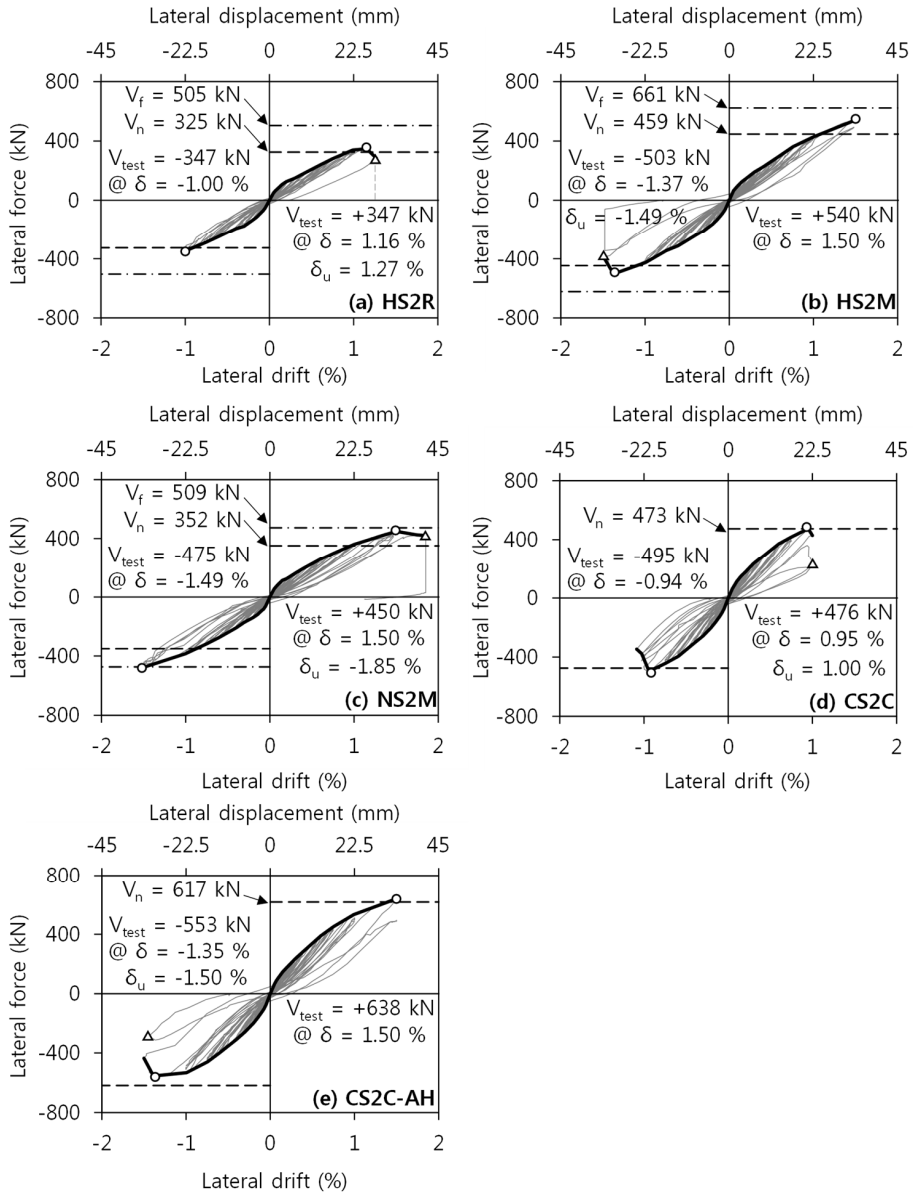 Lateral displacement (mm)
-45 -22.5 0 22.5 45
800
400
0
-400
-800
Lateral force (kN)
V_f = 505 kN
V_n = 325 kN
V_test = -347 kN
@ δ = -1.00 %
V_test = +347 kN
@ δ = 1.16 %
δ_u = 1.27 %
(a) HS2R
-2 -1 0 1 2
Lateral drift (%)
Lateral displacement (mm)
-45 -22.5 0 22.5 45
800
400
0
-400
-800
Lateral force (kN)
V_f = 661 kN
V_n = 459 kN
V_test = -503 kN
@ δ = -1.37 %
δ_u = -1.49 %
V_test = +540 kN
@ δ = 1.50 %
(b) HS2M
-2 -1 0 1 2
Lateral drift (%)
Lateral displacement (mm)
-45 -22.5 0 22.5 45
800
400
0
-400
-800
Lateral force (kN)
V_f = 509 kN
V_n = 352 kN
V_test = -475 kN
@ δ = -1.49 %
V_test = +450 kN
@ δ = 1.50 %
δ_u = -1.85 %
(c) NS2M
-2 -1 0 1 2
Lateral drift (%)
Lateral displacement (mm)
-45 -22.5 0 22.5 45
800
400
0
-400
-800
Lateral force (kN)
V_n = 473 kN
V_test = -495 kN
@ δ = -0.94 %
V_test = +476 kN
@ δ = 0.95 %
δ_u = 1.00 %
(d) CS2C
-2 -1 0 1 2
Lateral drift (%)
Lateral displacement (mm)
-45 -22.5 0 22.5 45
800
400
0
-400
-800
Lateral force (kN)
V_n = 617 kN
V_test = -553 kN
@ δ = -1.35 %
δ_u = -1.50 %
V_test = +638 kN
@ δ = 1.50 %
(e) CS2C-AH
-2 -1 0 1 2
Lateral drift (%)